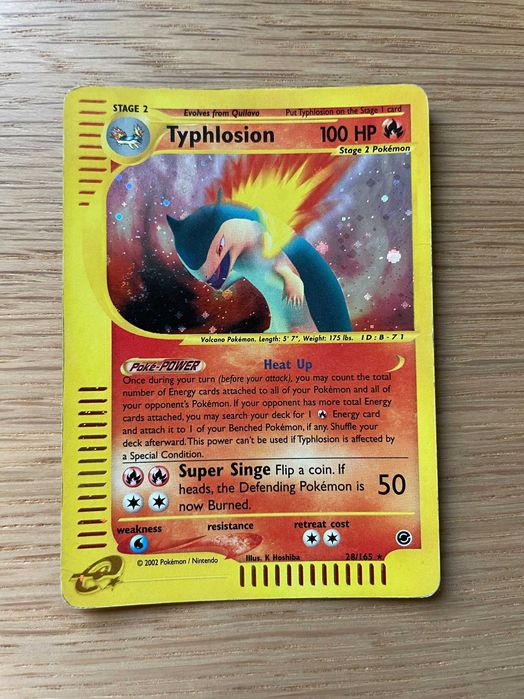 STAGE 2 Evolves from Quilava Put Typhlosion on the Stage 1 card
Typhlosion 100 HP
Stage 2 Pokémon
Volcano Pokémon. Length: 5' 7", Weight: 175 lbs. ID: B - 71
Poké-POWER Heat Up
Once during your turn (before your attack), you may count the total
number of Energy cards attached to all of your Pokémon and all of
your opponent's Pokémon. If your opponent has more total Energy
cards attached, you may search your deck for 1 Energy card
and attach it to 1 of your Benched Pokémon, if any. Shuffle your
deck afterward. This power can't be used if Typhlosion is affected by
a Special Condition.
Super Singe Flip a coin. If
heads, the Defending Pokémon is 50
now Burned.
weakness resistance retreat cost
© 2002 Pokémon / Nintendo Illus. K Hoshiba 28/165 ★
e